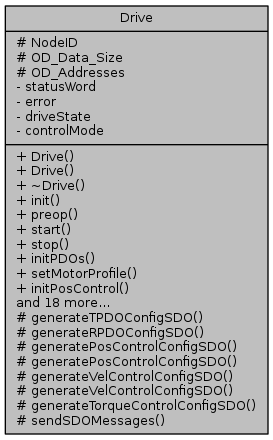 Drive
# NodeID
# OD_Data_Size
# OD_Addresses
- statusWord
- error
- driveState
- controlMode
+ Drive()
+ Drive()
+ ~Drive()
+ init()
+ preop()
+ start()
+ stop()
+ initPDOs()
+ setMotorProfile()
+ initPosControl()
and 18 more...
# generateTPDOConfigSDO()
# generateRPDOConfigSDO()
# generatePosControlConfigSDO()
# generatePosControlConfigSDO()
# generateVelControlConfigSDO()
# generateVelControlConfigSDO()
# generateTorqueControlConfigSDO()
# sendSDOMessages()